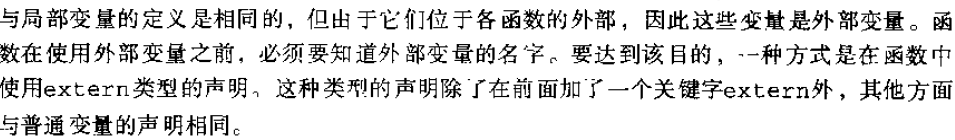 与局部变量的定义是相同的，但由于它们位于各函数的外部，因此这些变量是外部变量。函
数在使用外部变量之前，必须要知道外部变量的名字。要达到该目的，一种方式是在函数中
使用extern类型的声明。这种类型的声明除了在前面加了一个关键字extern外，其他方面
与普通变量的声明相同。